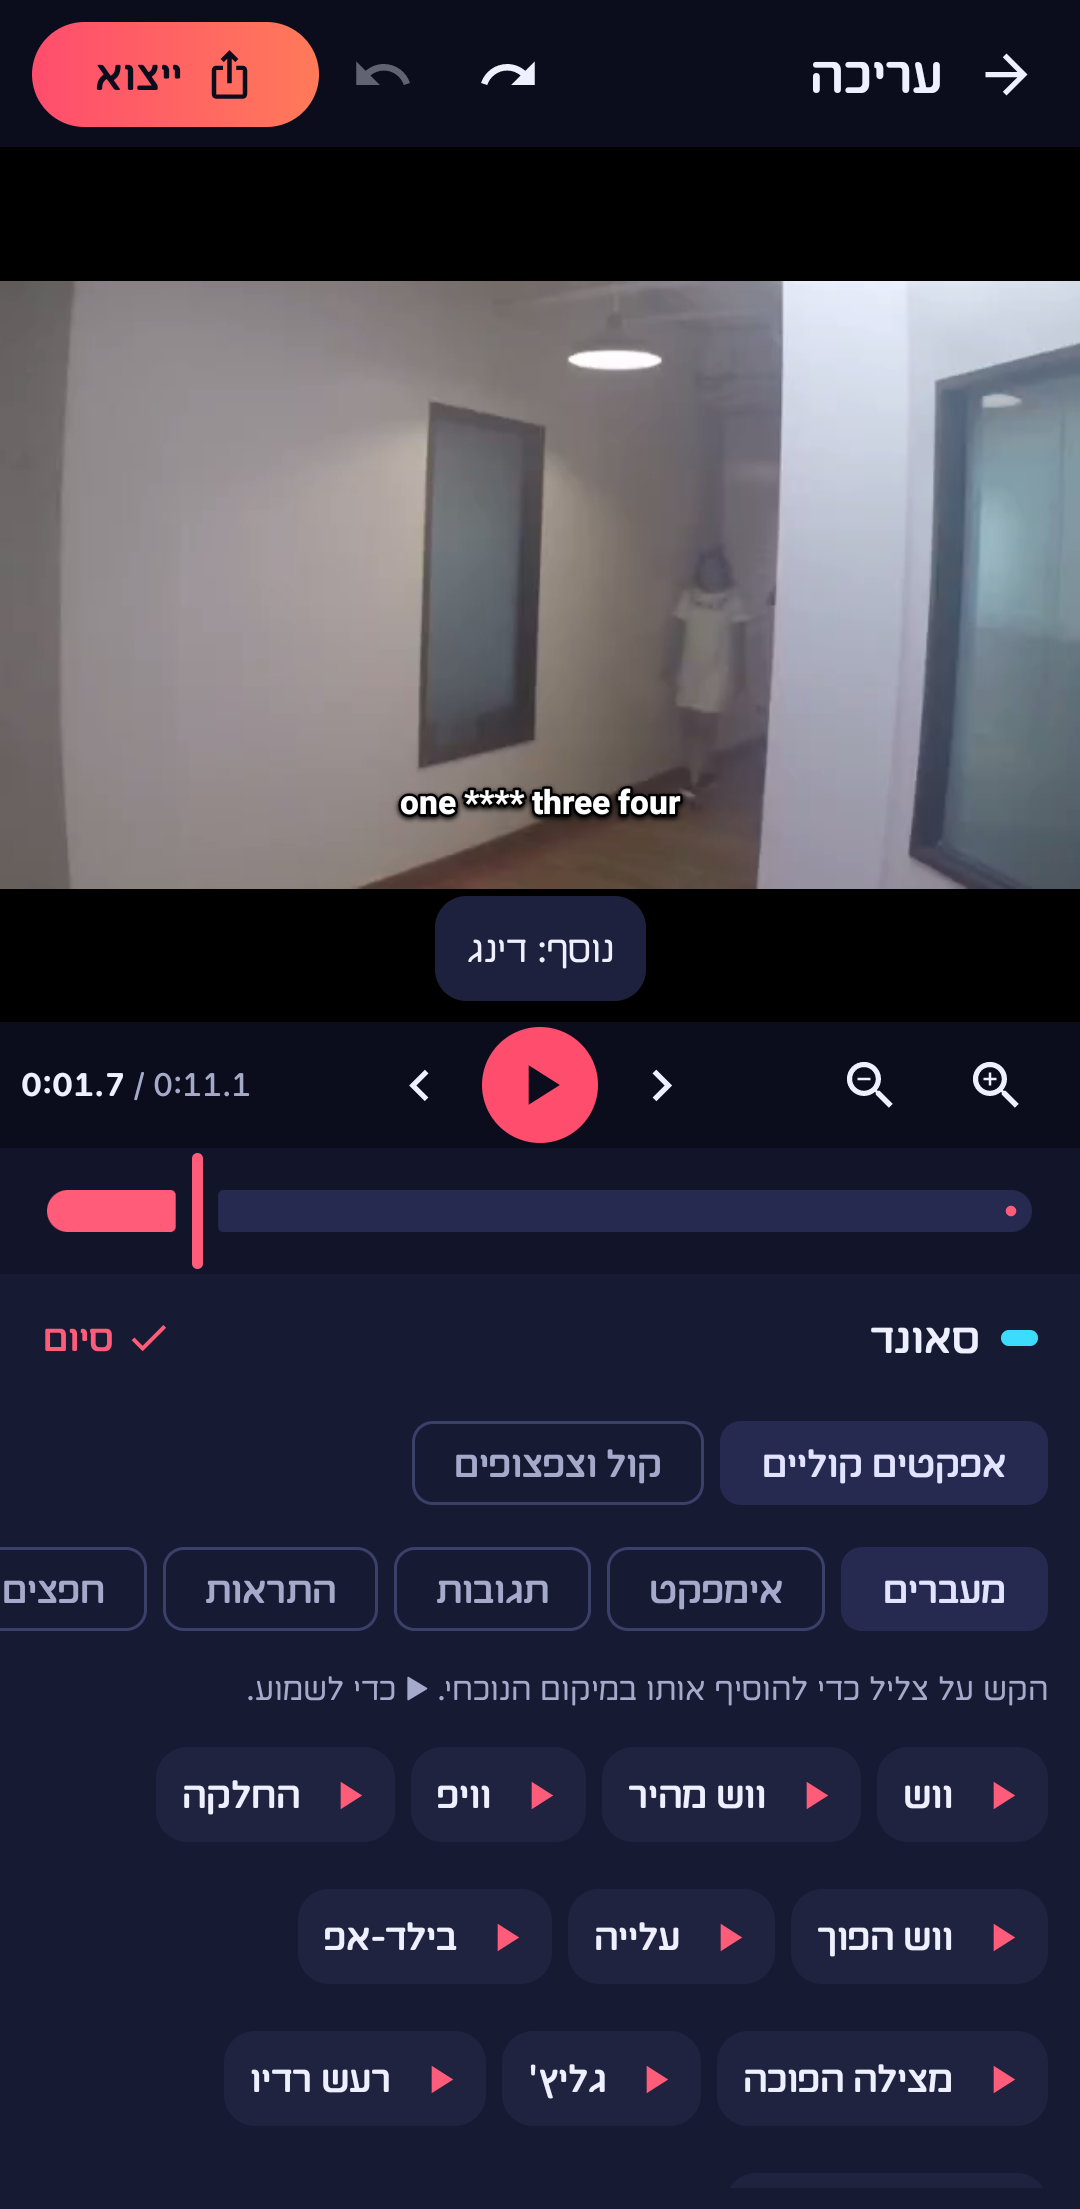 עריכה
ייצוא
one **** three four
נוסף: דינג
0:01.7 / 0:11.1
סאונד
סיום
אפקטים קוליים
קול וצפצופים
מעברים
אימפקט
תגובות
התראות
חפצים
הקש על צליל כדי להוסיף אותו במיקום הנוכחי. ▶ כדי לשמוע.
ווש
ווש מהיר
וויפ
החלקה
ווש הפוך
עלייה
בילד-אפ
מצילה הפוכה
גליץ'
רעש רדיו